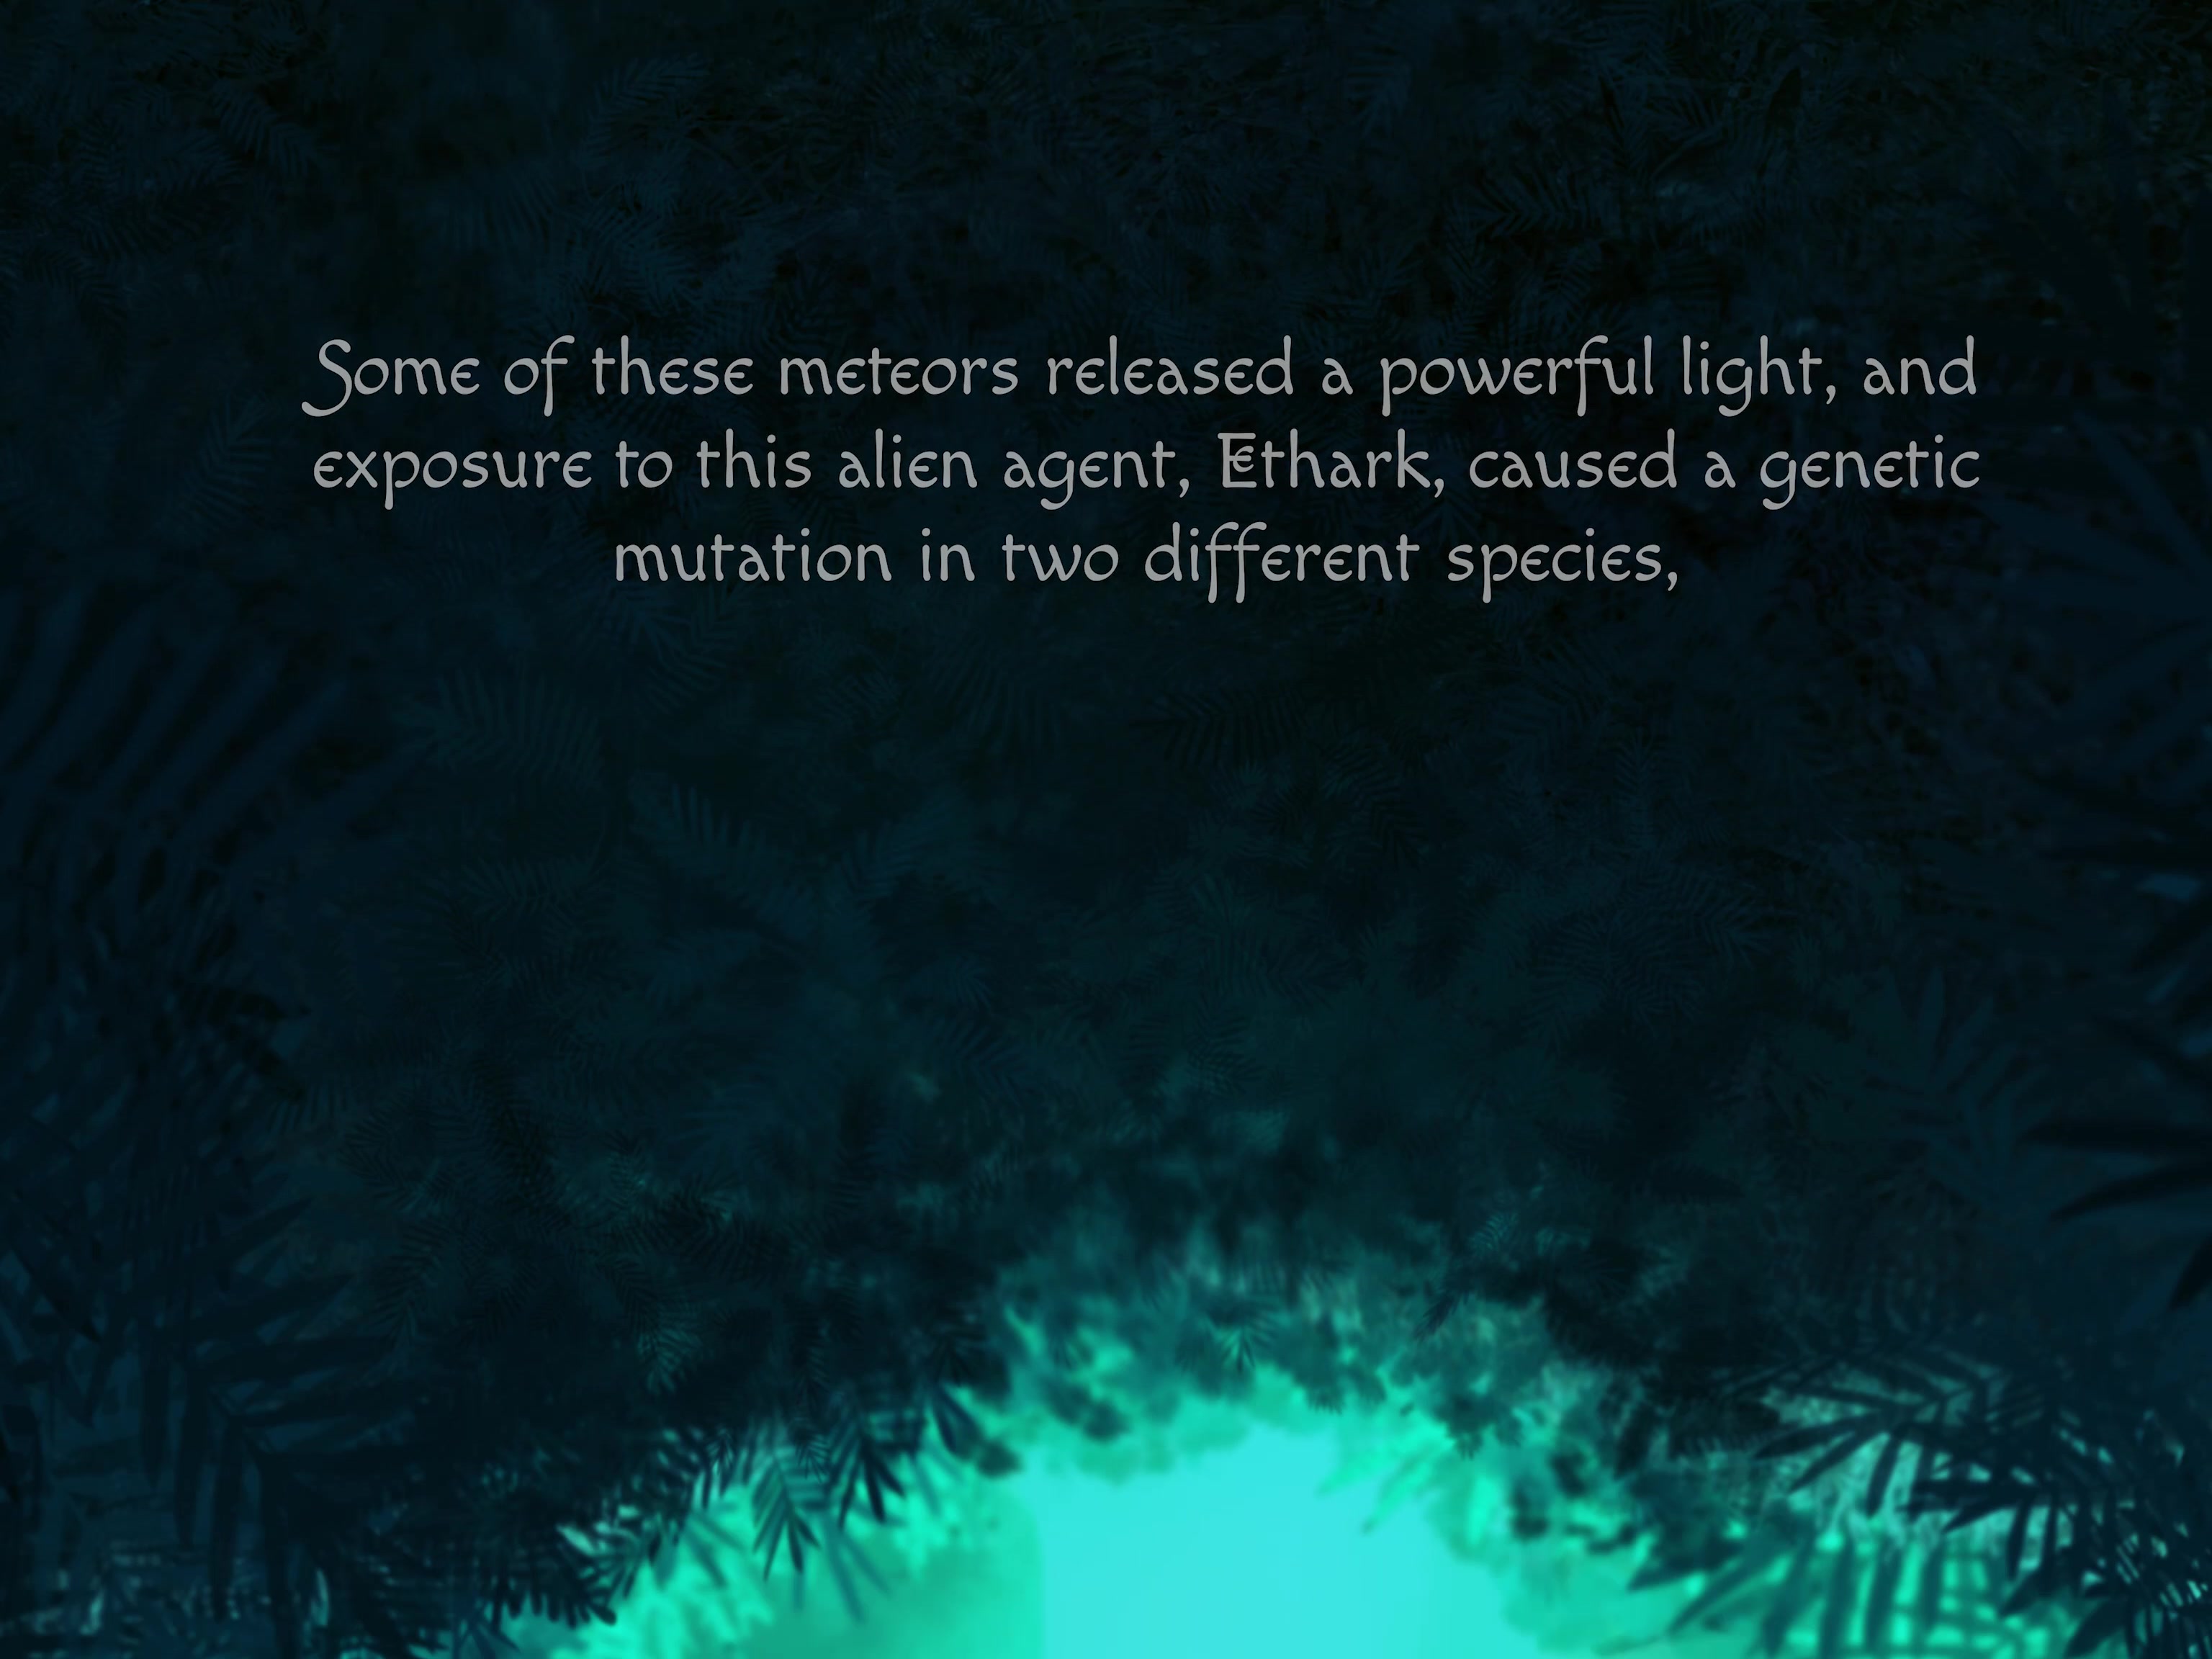 Some of these meteors released a powerful light, and
exposure to this alien agent, Ethark, caused a genetic
mutation in two different species,